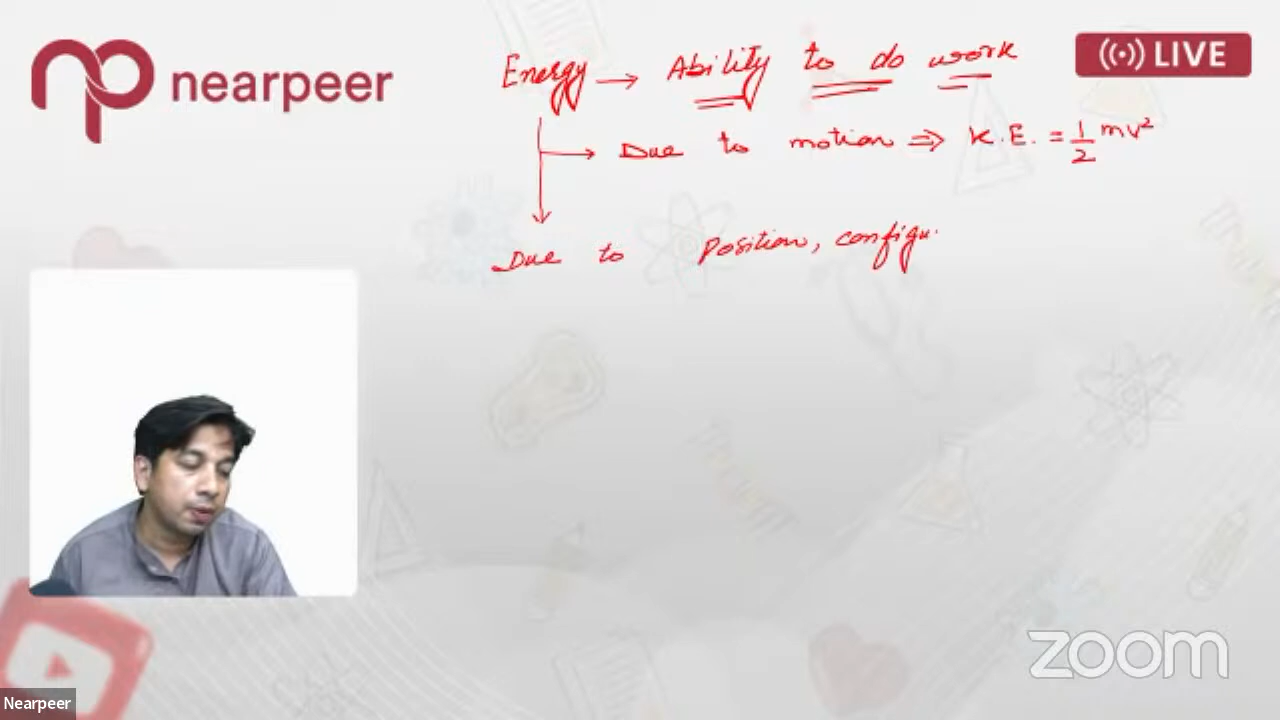 nearpeer
LIVE
Energy → Ability to do work
Due to motion ⇒ K.E. = 1/2 mv²
Due to Position, configu.
zoom
Nearpeer